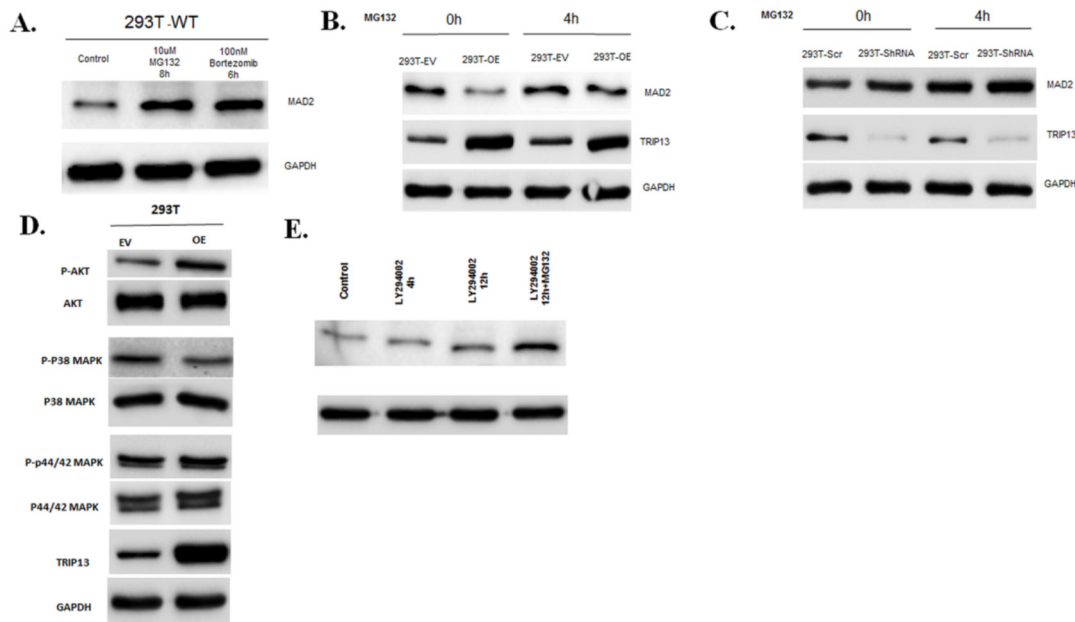 A.
293T-WT
Control
10uM
MG132
8h
100nM
Bortezomib
6h
MAD2
GAPDH
B.
MG132
0h
4h
293T-EV 293T-OE 293T-EV 293T-OE
MAD2
TRIP13
GAPDH
C.
MG132
0h
4h
293T-Scr 293T-ShRNA 293T-Scr 293T-ShRNA
MAD2
TRIP13
GAPDH
D.
293T
EV OE
P-AKT
AKT
P-P38 MAPK
P38 MAPK
P-p44/42 MAPK
P44/42 MAPK
TRIP13
GAPDH
E.
Control
LY294002
4h
LY294002
12h
LY294002
12h+MG132